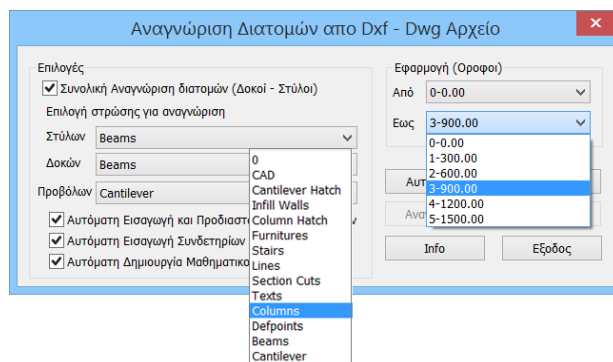 Αναγνώριση Διατομών απο Dxf - Dwg Αρχείο
Επιλογές
Συνολική Αναγνώριση διατομών (Δοκοί - Στύλοι)
Επιλογή στρώσης για αναγνώριση
Στύλων Beams
Δοκών Beams
Προβόλων Cantilever
Αυτόματη Εισαγωγή και Προδιαστα
Αυτόματη Εισαγωγή Συνδετηρίων
Αυτόματη Δημιουργία Μαθηματικο
0
CAD
Cantilever Hatch
Infill Walls
Column Hatch
Furnitures
Stairs
Lines
Section Cuts
Texts
Columns
Defpoints
Beams
Cantilever
Εφαρμογή (Οροφοι)
Από 0-0.00
Εως 3-900.00
0-0.00
1-300.00
2-600.00
3-900.00
4-1200.00
5-1500.00
Αυτ
Ανα
Info Εξοδος